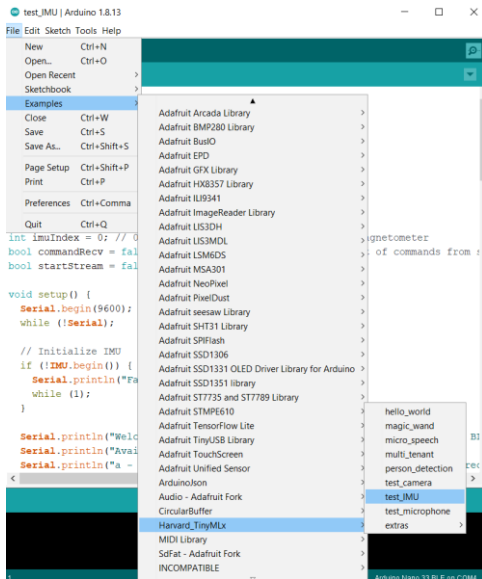 test_IMU | Arduino 1.8.13
File Edit Sketch Tools Help
New Ctrl+N
Open... Ctrl+O
Open Recent
Sketchbook
Examples
Close Ctrl+W
Save Ctrl+S
Save As... Ctrl+Shift+S
Page Setup Ctrl+Shift+P
Print Ctrl+P
Preferences Ctrl+Comma
Quit Ctrl+Q
Adafruit Arcada Library
Adafruit BMP280 Library
Adafruit BusIO
Adafruit EPD
Adafruit GFX Library
Adafruit HX8357 Library
Adafruit ILI9341
Adafruit ImageReader Library
Adafruit LIS3DH
Adafruit LIS3MDL
Adafruit LSM6DS
Adafruit MSA301
Adafruit NeoPixel
Adafruit PixelDust
Adafruit seesaw Library
Adafruit SHT31 Library
Adafruit SPIFlash
Adafruit SSD1306
Adafruit SSD1331 OLED Driver Library for Arduino
Adafruit SSD1351 library
Adafruit ST7735 and ST7789 Library
Adafruit STMPE610
Adafruit TensorFlow Lite
Adafruit TinyUSB Library
Adafruit TouchScreen
Adafruit Unified Sensor
ArduinoJson
Audio - Adafruit Fork
CircularBuffer
Harvard_TinyMLx
MIDI Library
SdFat - Adafruit Fork
INCOMPATIBLE
hello_world
magic_wand
micro_speech
multi_tenant
person_detection
test_camera
test_IMU
test_microphone
extras
int imuIndex = 0; // 0 gnetometer
bool commandRecv = fal of commands from s
bool startStream = fal
void setup() {
Serial.begin(9600);
while (!Serial);
// Initialize IMU
if (!IMU.begin()) {
Serial.println("Fa
while (1);
}
Serial.println("Welc BI
Serial.println("Avai
Serial.println("a - rec
1 Arduino Nano 33 BLE on COM4